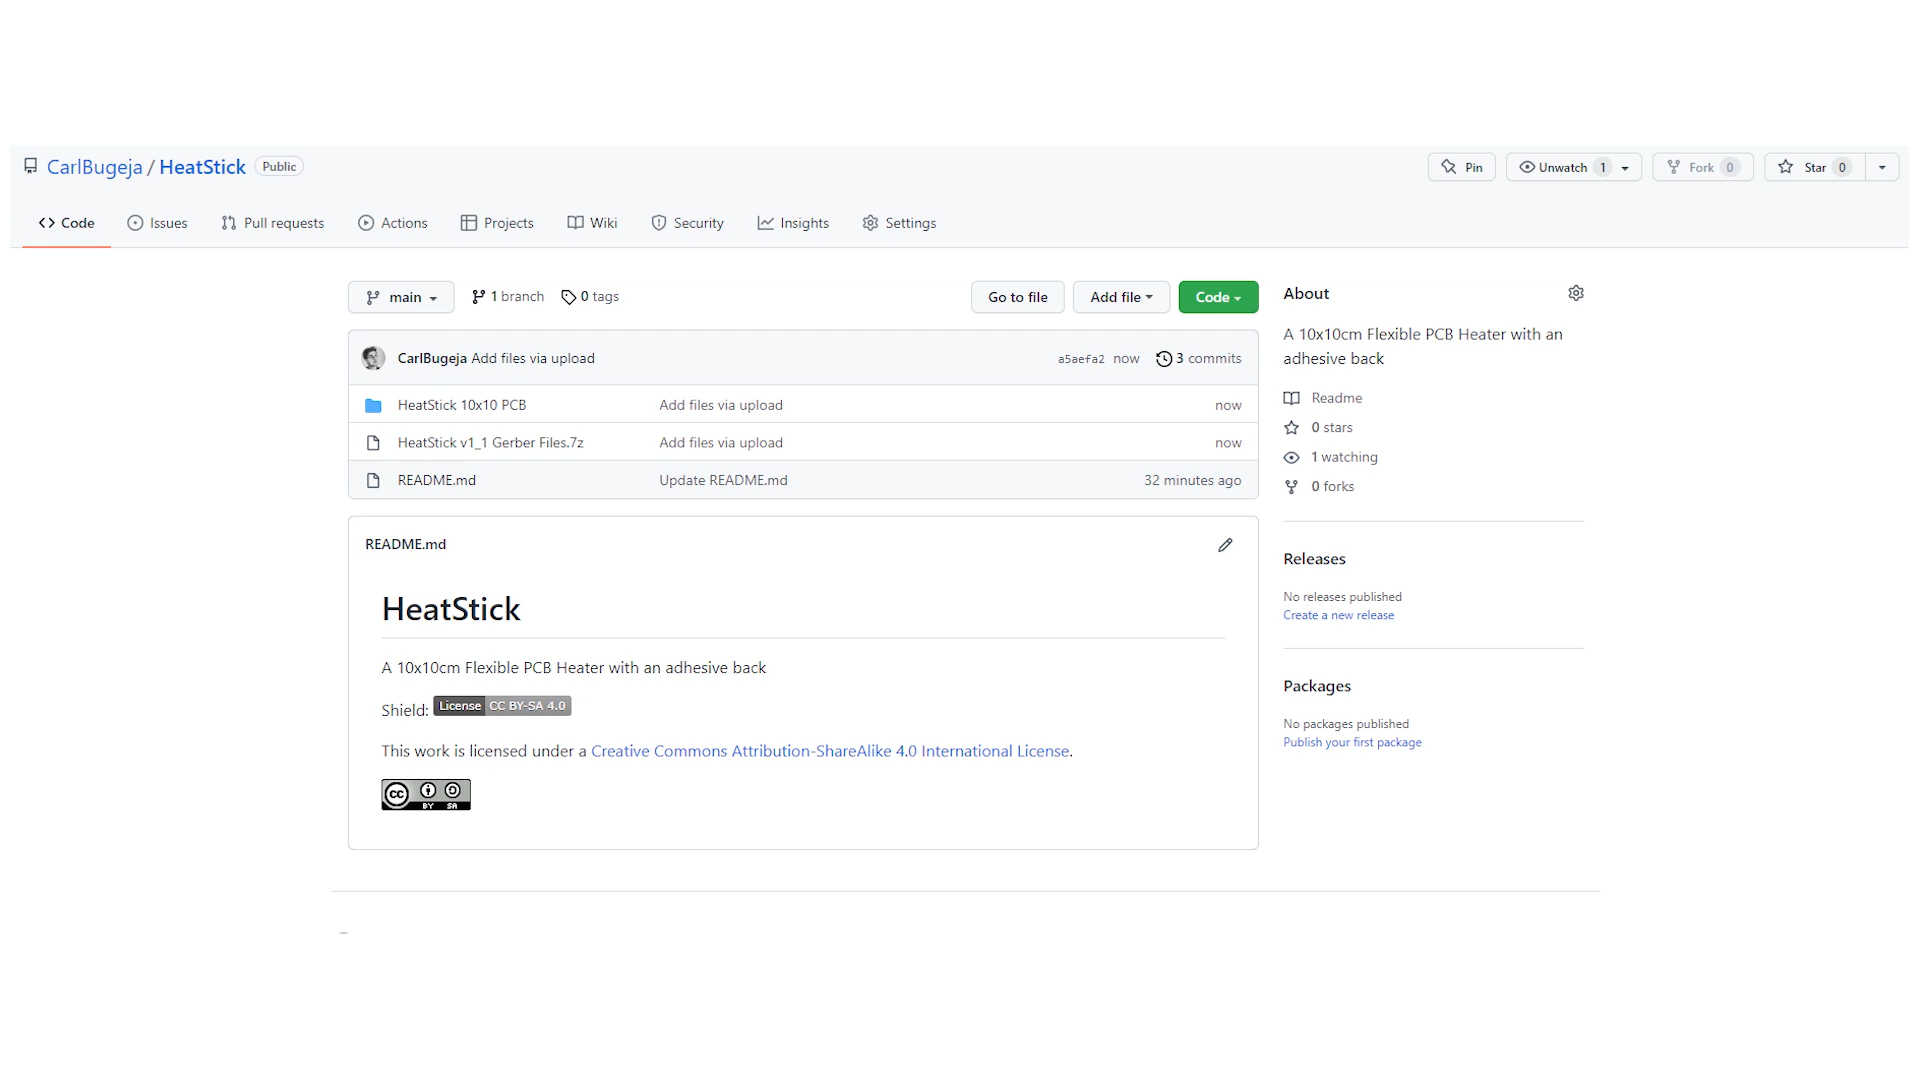 CarlBugeja / HeatStick Public
Pin
Unwatch 1
Fork 0
Star 0
Code
Issues
Pull requests
Actions
Projects
Wiki
Security
Insights
Settings
main
1 branch
0 tags
Go to file
Add file
Code
CarlBugeja Add files via upload
a5aefa2 now
3 commits
HeatStick 10x10 PCB
Add files via upload
now
HeatStick v1_1 Gerber Files.7z
Add files via upload
now
README.md
Update README.md
32 minutes ago
README.md
HeatStick
A 10x10cm Flexible PCB Heater with an adhesive back
Shield: License CC BY-SA 4.0
This work is licensed under a Creative Commons Attribution-ShareAlike 4.0 International License.
cc
BY SA
About
A 10x10cm Flexible PCB Heater with an
adhesive back
Readme
0 stars
1 watching
0 forks
Releases
No releases published
Create a new release
Packages
No packages published
Publish your first package